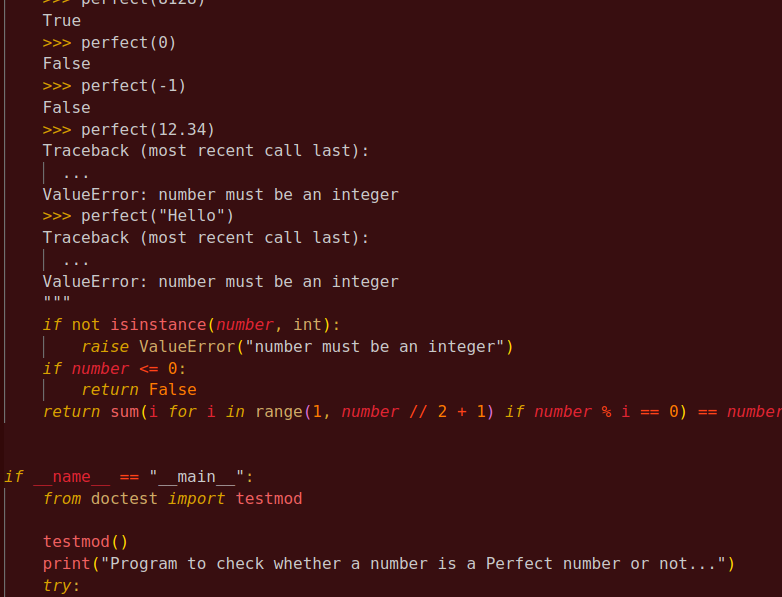 >>> perfect(8128)
True
>>> perfect(0)
False
>>> perfect(-1)
False
>>> perfect(12.34)
Traceback (most recent call last):
...
ValueError: number must be an integer
>>> perfect("Hello")
Traceback (most recent call last):
...
ValueError: number must be an integer
"""
if not isinstance(number, int):
raise ValueError("number must be an integer")
if number <= 0:
return False
return sum(i for i in range(1, number // 2 + 1) if number % i == 0) == number
if __name__ == "__main__":
from doctest import testmod
testmod()
print("Program to check whether a number is a Perfect number or not...")
try: